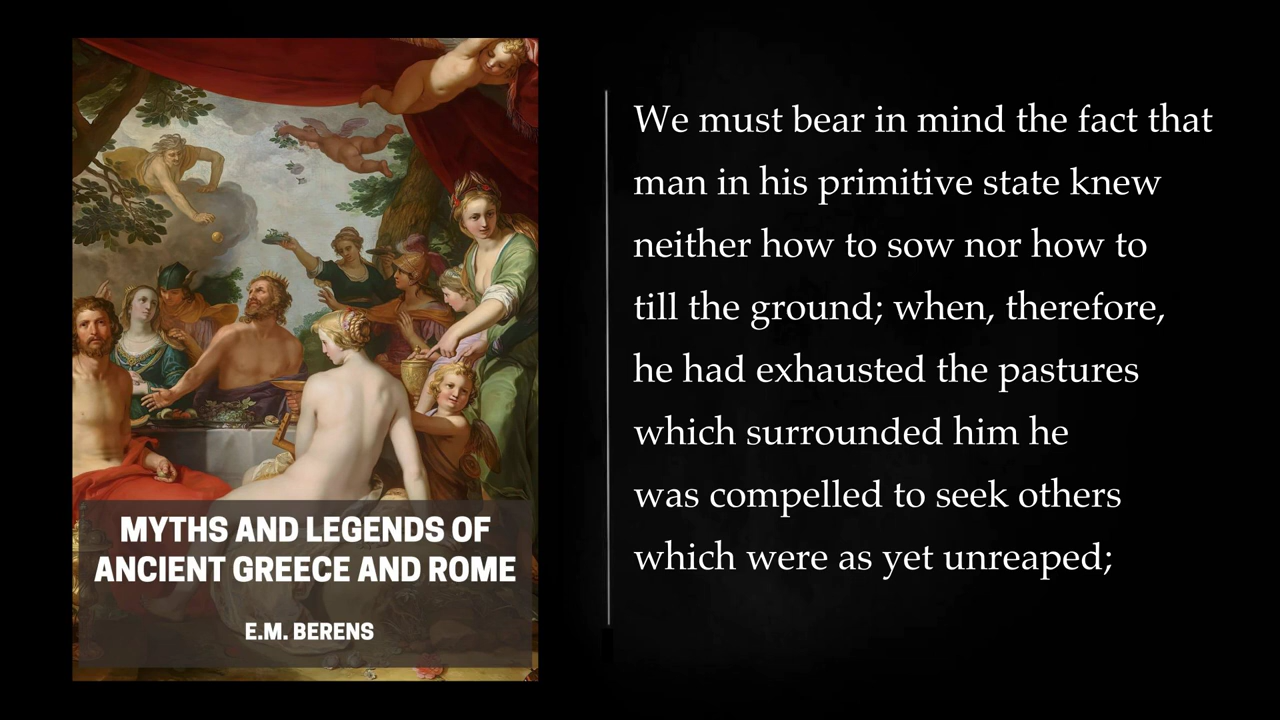 MYTHS AND LEGENDS OF
ANCIENT GREECE AND ROME
E.M. BERENS
We must bear in mind the fact that
man in his primitive state knew
neither how to sow nor how to
till the ground; when, therefore,
he had exhausted the pastures
which surrounded him he
was compelled to seek others
which were as yet unreaped;